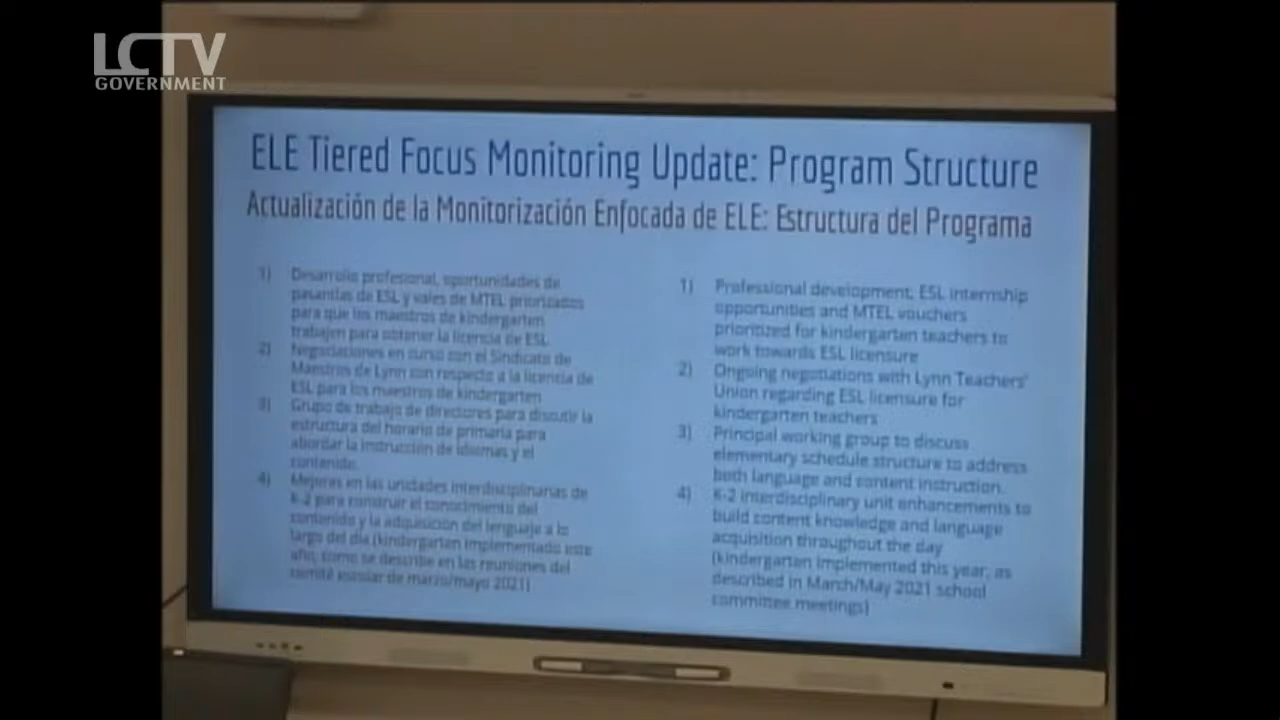 LCTV
GOVERNMENT
ELE Tiered Focus Monitoring Update: Program Structure
Actualización de la Monitorización Enfocada de ELE: Estructura del Programa
1) Desarrollo profesional, oportunidades de
pasantías de ESL y vales de MTEL priorizados
para que los maestros de kindergarten
trabajen para obtener la licencia de ESL
2) Negociaciones en curso con el Sindicato de
Maestros de Lynn con respecto a la licencia de
ESL para los maestros de kindergarten
3) Grupo de trabajo de directores para discutir la
estructura del horario de primaria para
abordar la instrucción de idiomas y el
contenido.
4) Mejoras en las unidades interdisciplinarias de
K-2 para construir el conocimiento del
contenido y la adquisición del lenguaje a lo
largo del día (kindergarten implementado este
año, como se describe en las reuniones del
comité escolar de marzo/mayo 2021)
1) Professional development, ESL internship
opportunities and MTEL vouchers
prioritized for kindergarten teachers to
work towards ESL licensure
2) Ongoing negotiations with Lynn Teachers'
Union regarding ESL licensure for
kindergarten teachers
3) Principal working group to discuss
elementary schedule structure to address
both language and content instruction.
4) K-2 interdisciplinary unit enhancements to
build content knowledge and language
acquisition throughout the day
(kindergarten implemented this year, as
described in March/May 2021 school
committee meetings)